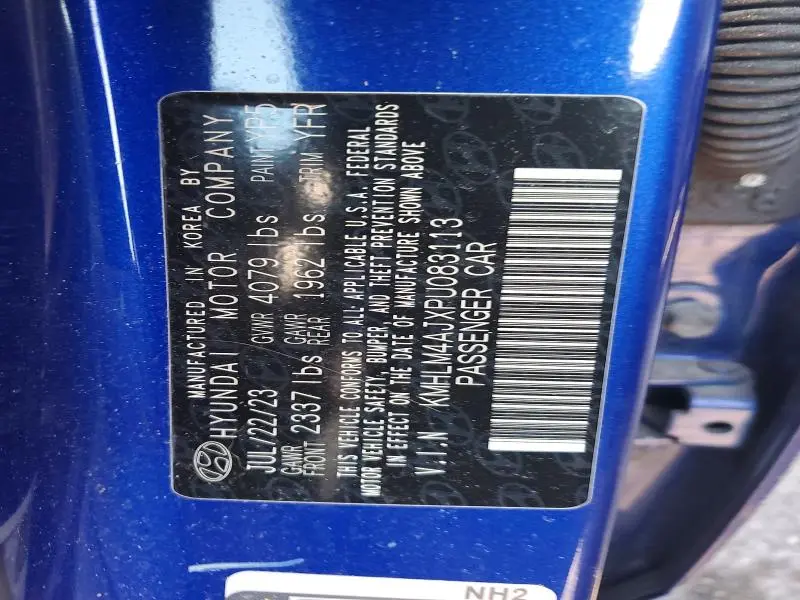 MANUFACTURED IN KOREA BY
HYUNDAI MOTOR COMPANY
JUL/22/23 GVWR 4079 lbs PAINT YP5
GAWR FRONT 2337 lbs GAWR REAR 1962 lbs TRIM YFR
THIS VEHICLE CONFORMS TO ALL APPLICABLE U.S.A. FEDERAL
MOTOR VEHICLE SAFETY, BUMPER, AND THEFT PREVENTION STANDARDS
IN EFFECT ON THE DATE OF MANUFACTURE SHOWN ABOVE
V.I.N KMHLM4AJXPU083113
PASSENGER CAR
NH2